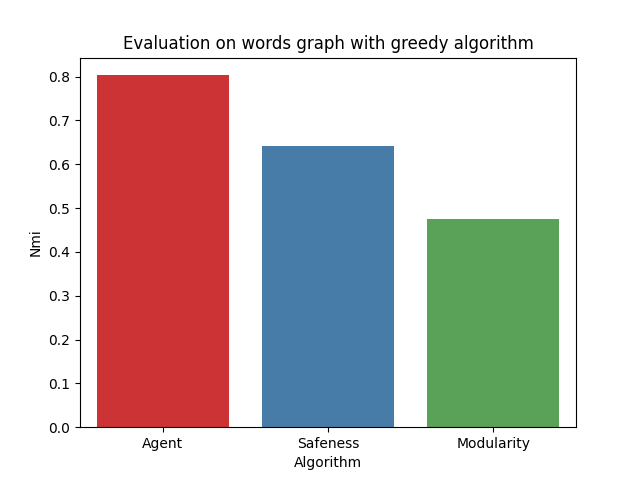 Evaluation on words graph with greedy algorithm
0.8
0.7
0.6
0.5
0.4
0.3
0.2
0.1
0.0
Nmi
Agent
Safeness
Modularity
Algorithm